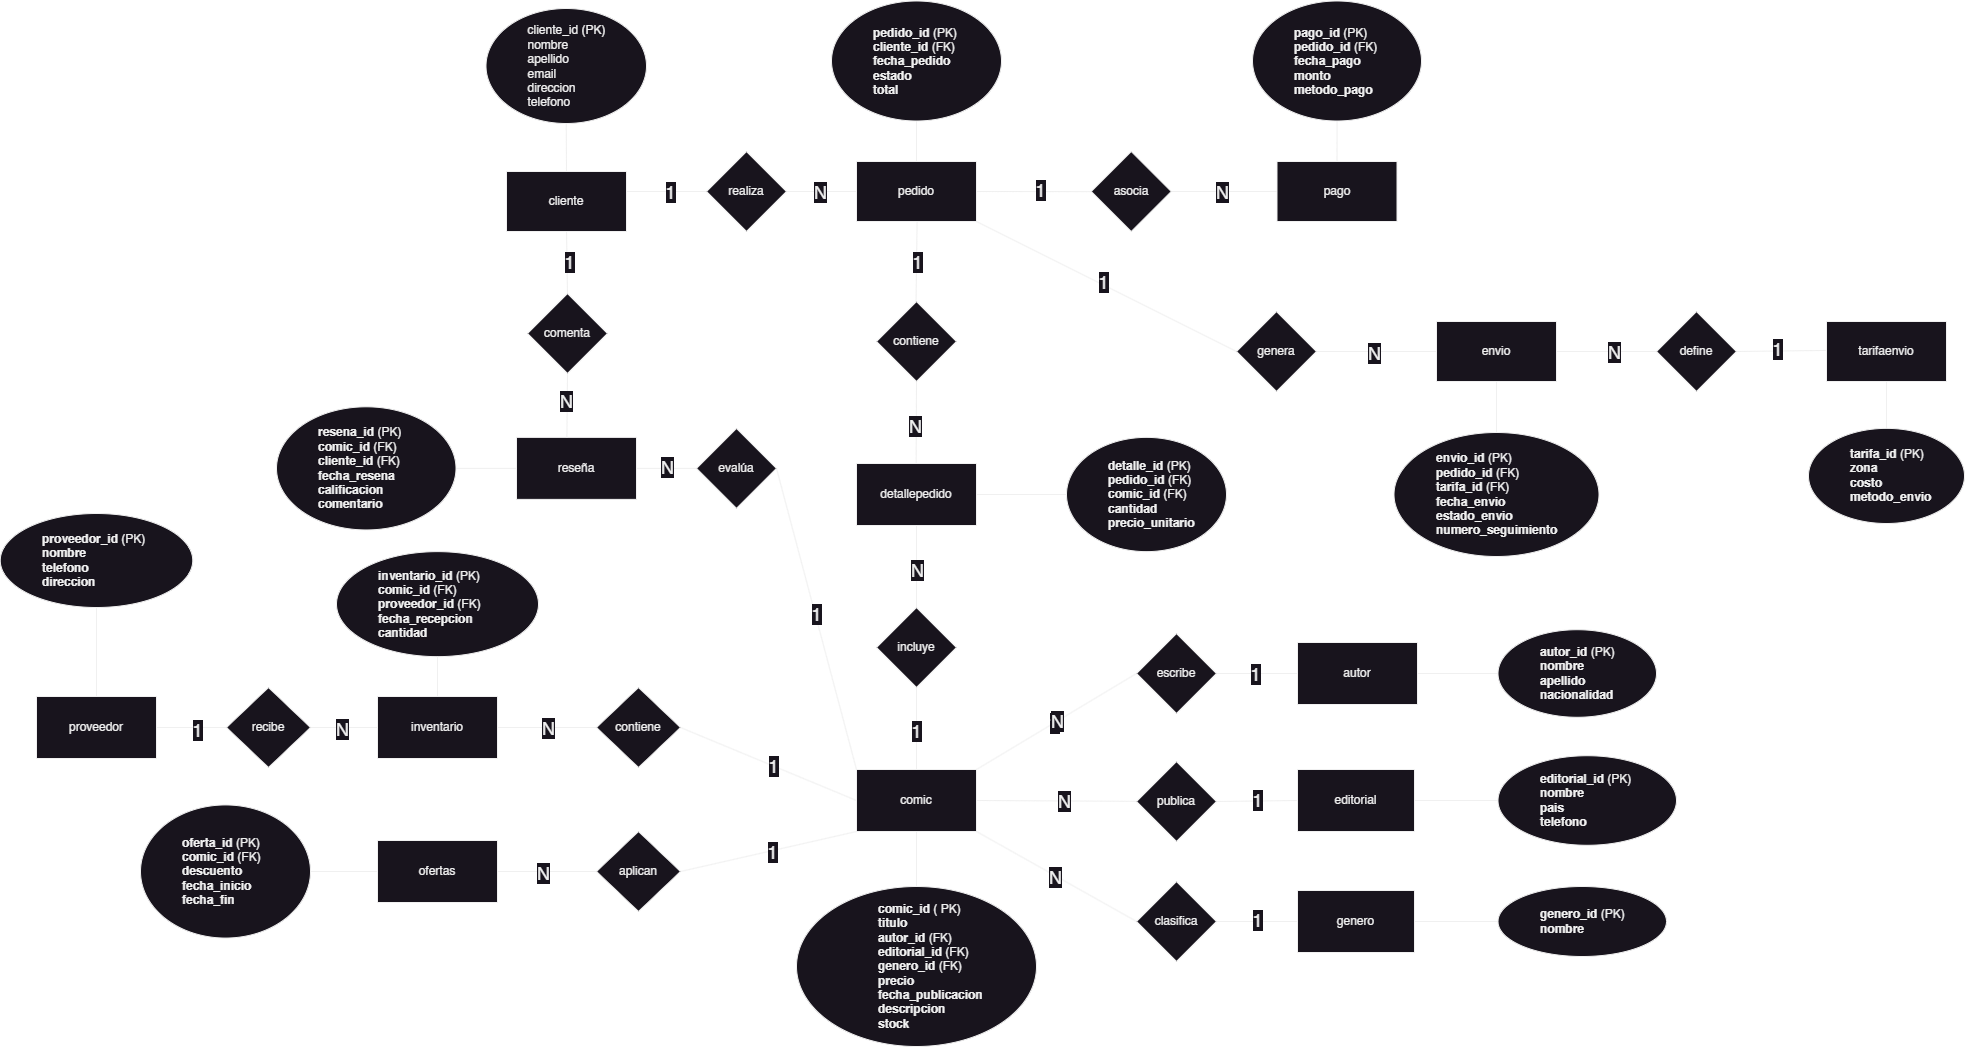 cliente_id (PK)
nombre
apellido
email
direccion
telefono
pedido_id (PK)
cliente_id (FK)
fecha_pedido
estado
total
pago_id (PK)
pedido_id (FK)
fecha_pago
monto
metodo_pago
cliente
1
realiza
N
pedido
1
asocia
N
pago
1
comenta
N
1
contiene
N
1
genera
N
envio
N
define
1
tarifaenvio
resena_id (PK)
comic_id (FK)
cliente_id (FK)
fecha_resena
calificacion
comentario
reseña
N
evalúa
1
detallepedido
detalle_id (PK)
pedido_id (FK)
comic_id (FK)
cantidad
precio_unitario
envio_id (PK)
pedido_id (FK)
tarifa_id (FK)
fecha_envio
estado_envio
numero_seguimiento
tarifa_id (PK)
zona
costo
metodo_envio
proveedor_id (PK)
nombre
telefono
direccion
inventario_id (PK)
comic_id (FK)
proveedor_id (FK)
fecha_recepcion
cantidad
N
incluye
1
proveedor
1
recibe
N
inventario
N
contiene
1
N
escribe
1
autor
autor_id (PK)
nombre
apellido
nacionalidad
comic
N
publica
1
editorial
editorial_id (PK)
nombre
pais
telefono
oferta_id (PK)
comic_id (FK)
descuento
fecha_inicio
fecha_fin
ofertas
N
aplican
1
N
clasifica
1
genero
genero_id (PK)
nombre
comic_id ( PK)
titulo
autor_id (FK)
editorial_id (FK)
genero_id (FK)
precio
fecha_publicacion
descripcion
stock